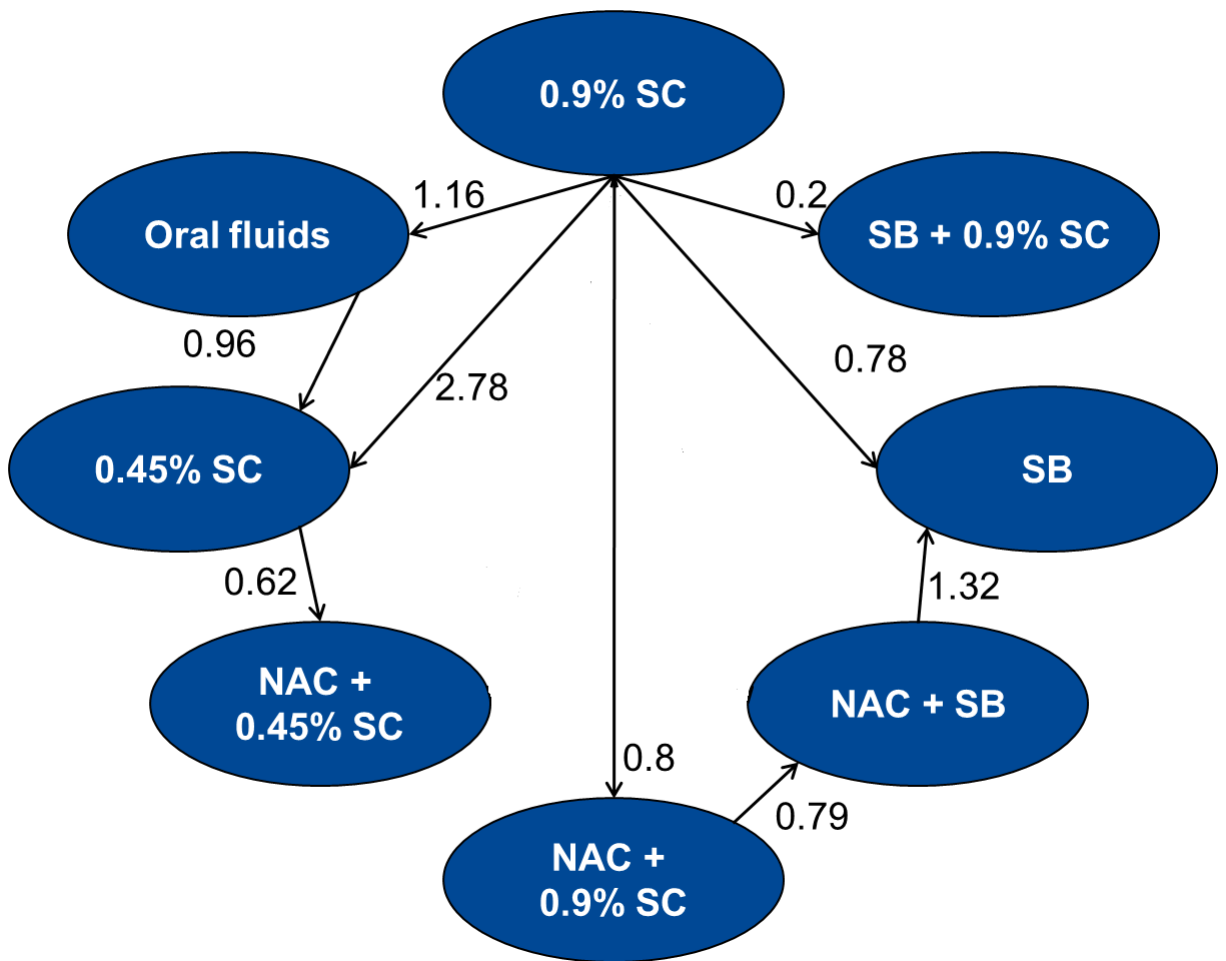 0.9% SC
1.16
0.2
Oral fluids
SB + 0.9% SC
0.96
0.78
2.78
0.45% SC
SB
0.62
1.32
NAC +
0.45% SC
NAC + SB
0.8
0.79
NAC +
0.9% SC